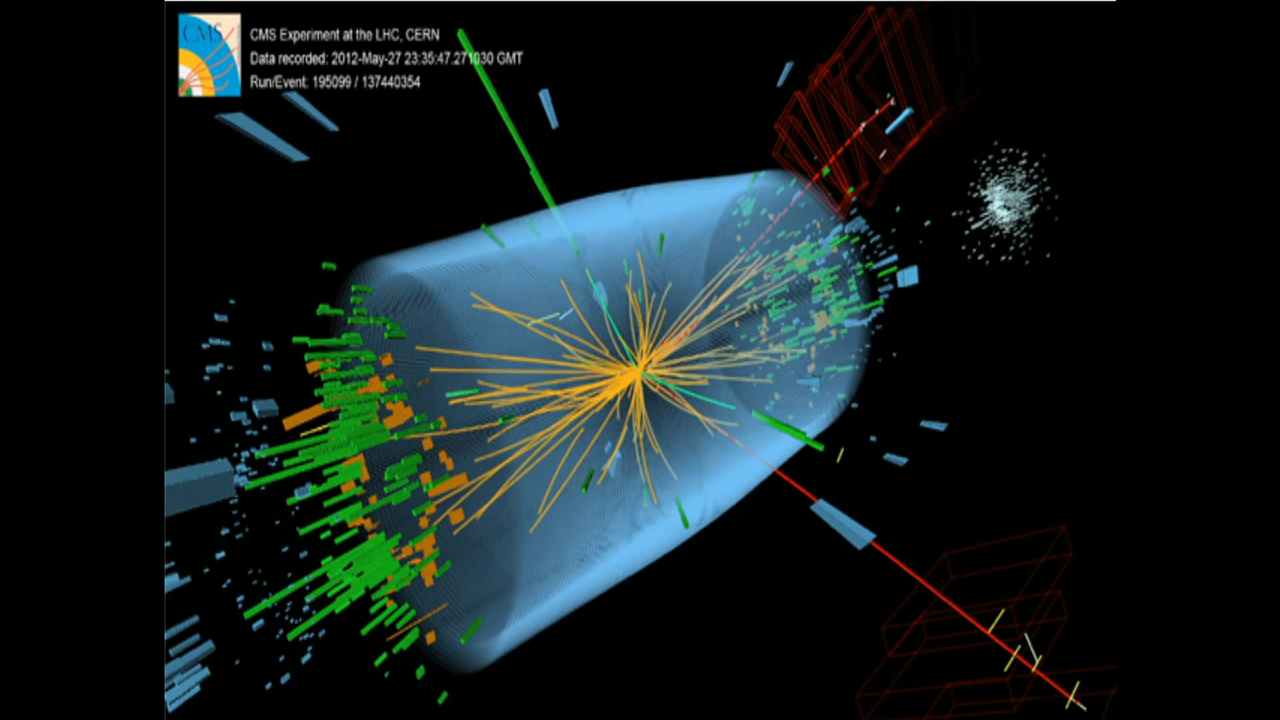 CMS
CMS Experiment at the LHC, CERN
Data recorded: 2012-May-27 23:35:47.271030 GMT
Run/Event: 195099 / 137440354